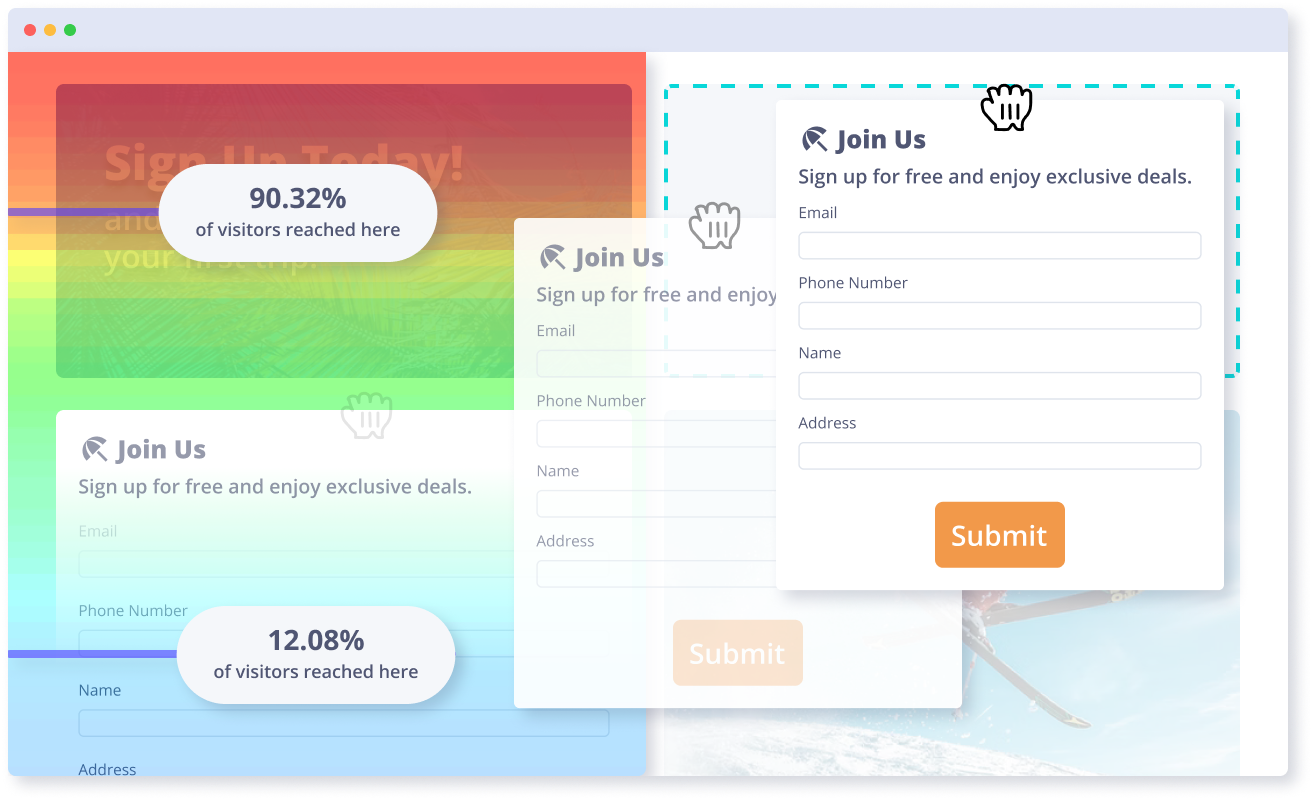 Sign Up Today!
and
your first trip.
90.32%
of visitors reached here
Join Us
Sign up for free and enjoy exclusive deals.
Email
Phone Number
12.08%
of visitors reached here
Name
Address
Join Us
Sign up for free and enjoy
Email
Phone Number
Name
Address
Submit
Join Us
Sign up for free and enjoy exclusive deals.
Email
Phone Number
Name
Address
Submit